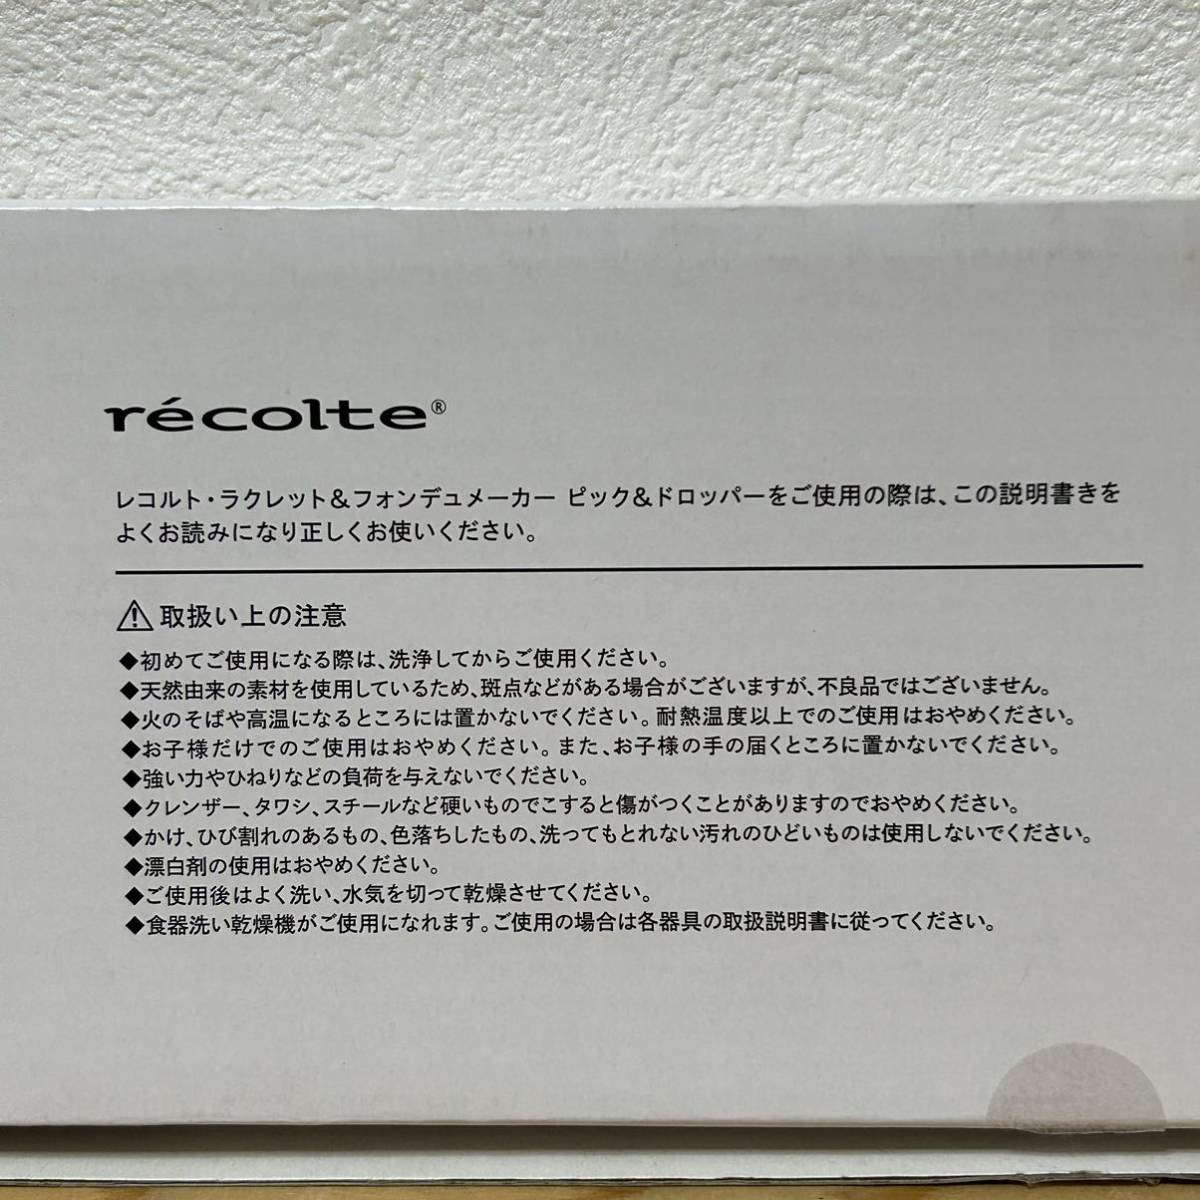 récolte®
レコルト・ラクレット&フォンデュメーカー ピック&ドロッパーをご使用の際は、この説明書きを
よくお読みになり正しくお使いください。
⚠取扱い上の注意
◆初めてご使用になる際は、洗浄してからご使用ください。
◆天然由来の素材を使用しているため、斑点などがある場合がございますが、不良品ではございません。
◆火のそばや高温になるところには置かないでください。耐熱温度以上でのご使用はおやめください。
◆お子様だけでのご使用はおやめください。また、お子様の手の届くところに置かないでください。
◆強い力やひねりなどの負荷を与えないでください。
◆クレンザー、タワシ、スチールなど硬いものでこすると傷がつくことがありますのでおやめください。
◆かけ、ひび割れのあるもの、色落ちしたもの、洗ってもとれない汚れのひどいものは使用しないでください。
◆漂白剤の使用はおやめください。
◆ご使用後はよく洗い、水気を切って乾燥させてください。
◆食器洗い乾燥機がご使用になれます。ご使用の場合は各器具の取扱説明書に従ってください。